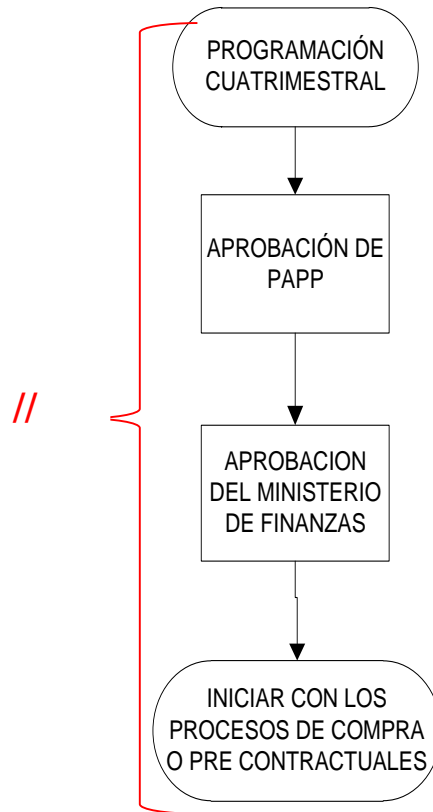 PROGRAMACIÓN
CUATRIMESTRAL
APROBACIÓN DE
PAPP
//
APROBACION
DEL MINISTERIO
DE FINANZAS
INICIAR CON LOS
PROCESOS DE COMPRA
O PRE CONTRACTUALES